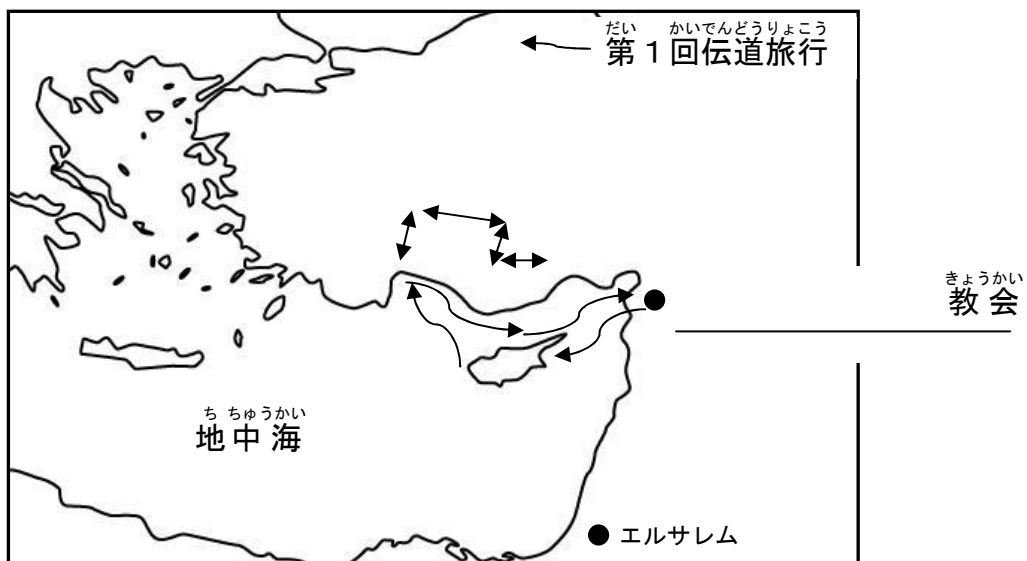 だい かいでんどうりょこう
第1回伝道旅行
きょうかい
教会
ち ちゅうかい
地中海
エルサレム